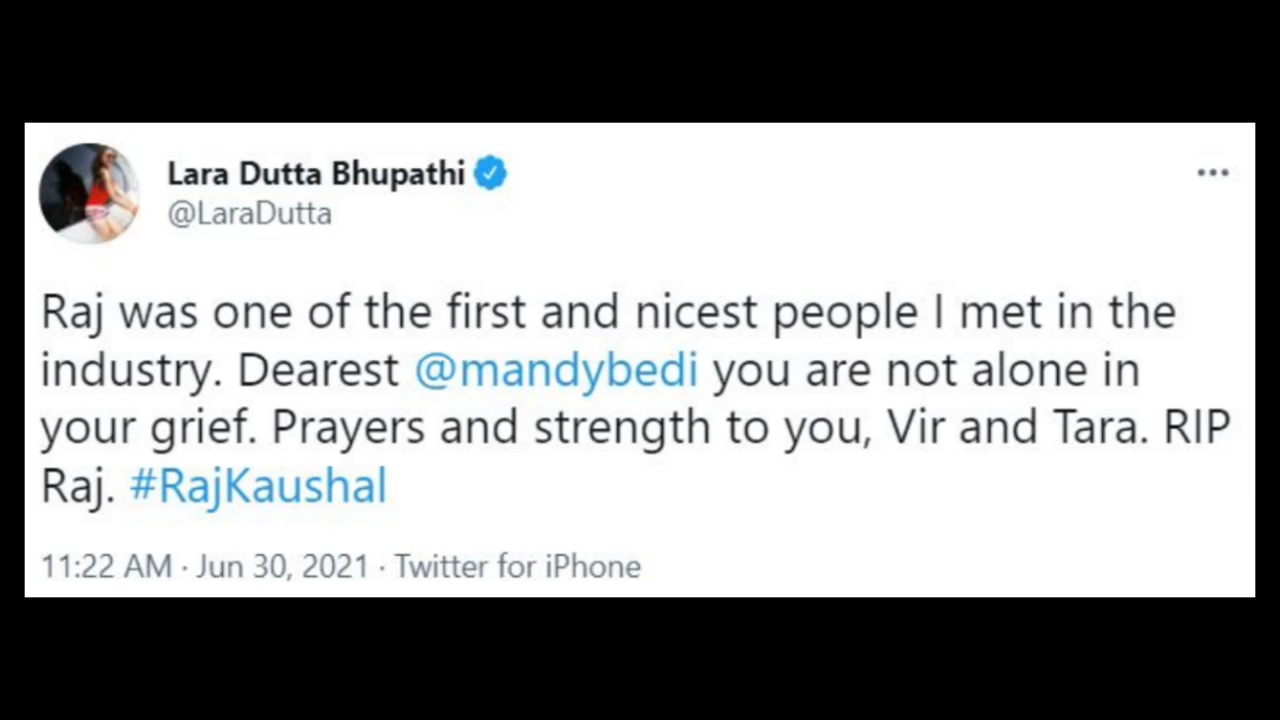 Lara Dutta Bhupathi
@LaraDutta
Raj was one of the first and nicest people I met in the
industry. Dearest @mandybedi you are not alone in
your grief. Prayers and strength to you, Vir and Tara. RIP
Raj. #RajKaushal
11:22 AM · Jun 30, 2021 · Twitter for iPhone